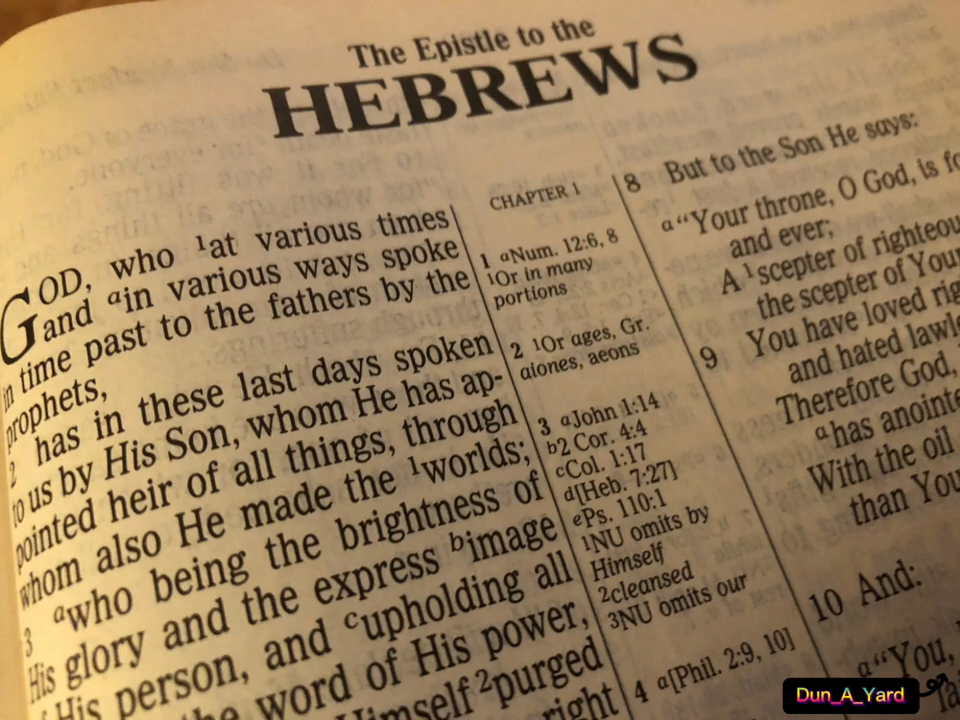 The Epistle to the
HEBREWS
GOD, who ¹at various times
and ᵃin various ways spoke
in time past to the fathers by the
prophets,
2 has in these last days spoken
to us by His Son, whom He has ap-
pointed heir of all things, through
whom also He made the ¹worlds;
3 ᵃwho being the brightness of
His glory and the express ᵇimage
of His person, and ᶜupholding all
the word of His power,
Himself ²purged
right
CHAPTER 1
1 ᵃNum. 12:6, 8
¹Or in many
portions
2 ¹Or ages, Gr.
aiones, aeons
3 ᵃJohn 1:14
ᵇ2 Cor. 4:4
ᶜCol. 1:17
ᵈ[Heb. 7:27]
ᵉPs. 110:1
1NU omits by
Himself
2cleansed
3NU omits our
4 ᵃ[Phil. 2:9, 10]
8 But to the Son He says:
ᵃ"Your throne, O God, is
and ever;
A ¹scepter of
the scepter of
You have loved
9 and hated
Therefore God,
ᵃhas
With the oil
than
10 And:
ᵃ"You,
Dun_A_Yard